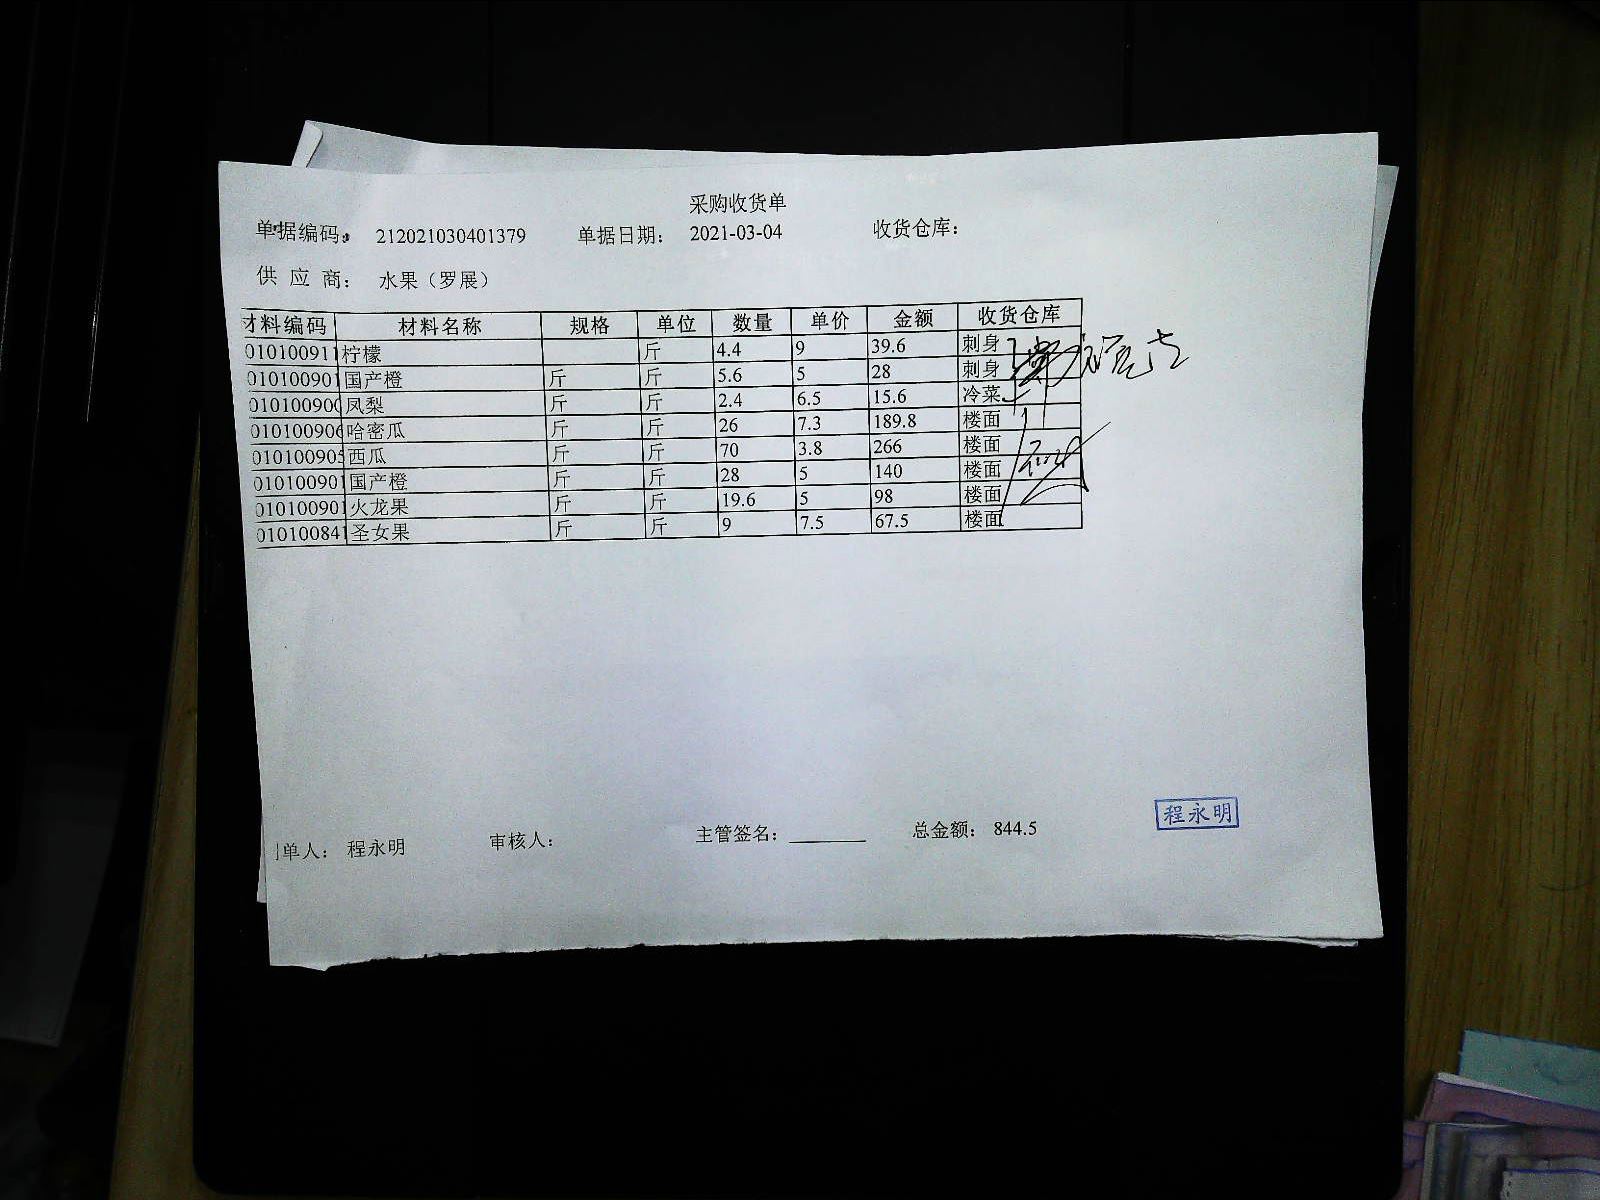 采购收货单
单据编码： 212021030401379 单据日期： 2021-03-04 收货仓库：
供 应 商： 水果（罗展）
材料编码 材料名称 规格 单位 数量 单价 金额 收货仓库
010100911 柠檬 斤 4.4 9 39.6 刺身
010100901 国产橙 斤 斤 5.6 5 28 刺身
010100900 凤梨 斤 斤 2.4 6.5 15.6 冷菜
010100906 哈密瓜 斤 斤 26 7.3 189.8 楼面
010100905 西瓜 斤 斤 70 3.8 266 楼面
010100901 国产橙 斤 斤 28 5 140 楼面
010100901 火龙果 斤 斤 19.6 5 98 楼面
010100841 圣女果 斤 斤 9 7.5 67.5 楼面
单人： 程永明 审核人： 主管签名： 总金额： 844.5
程永明